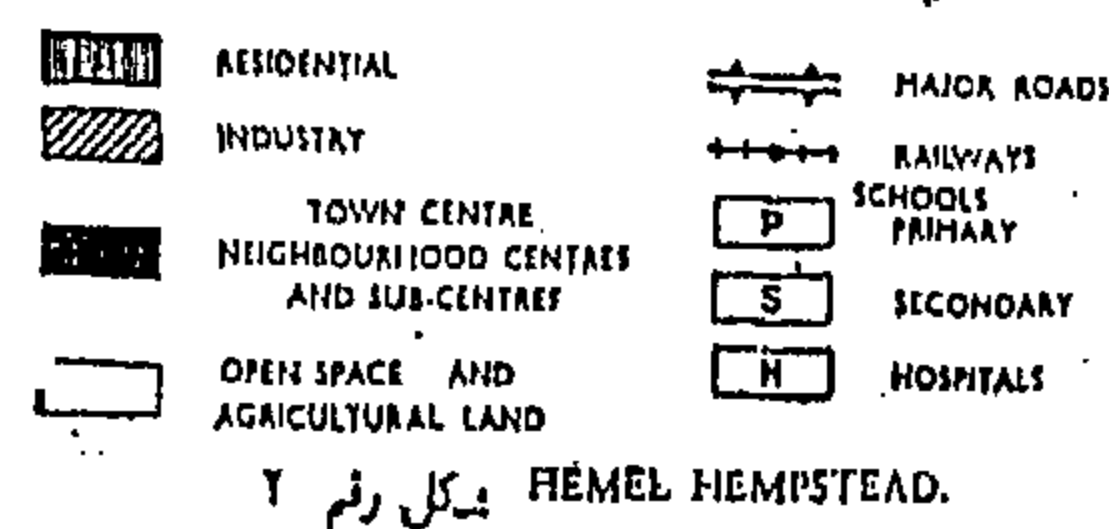 RESIDENTIAL
INDUSTRY
TOWN CENTRE
NEIGHBOURHOOD CENTRES
AND SUB-CENTRES
OPEN SPACE AND
AGRICULTURAL LAND
MAJOR ROADS
RAILWAYS
SCHOOLS
P PRIMARY
S SECONDARY
H HOSPITALS
شكل رقم ٢ HEMEL HEMPSTEAD.